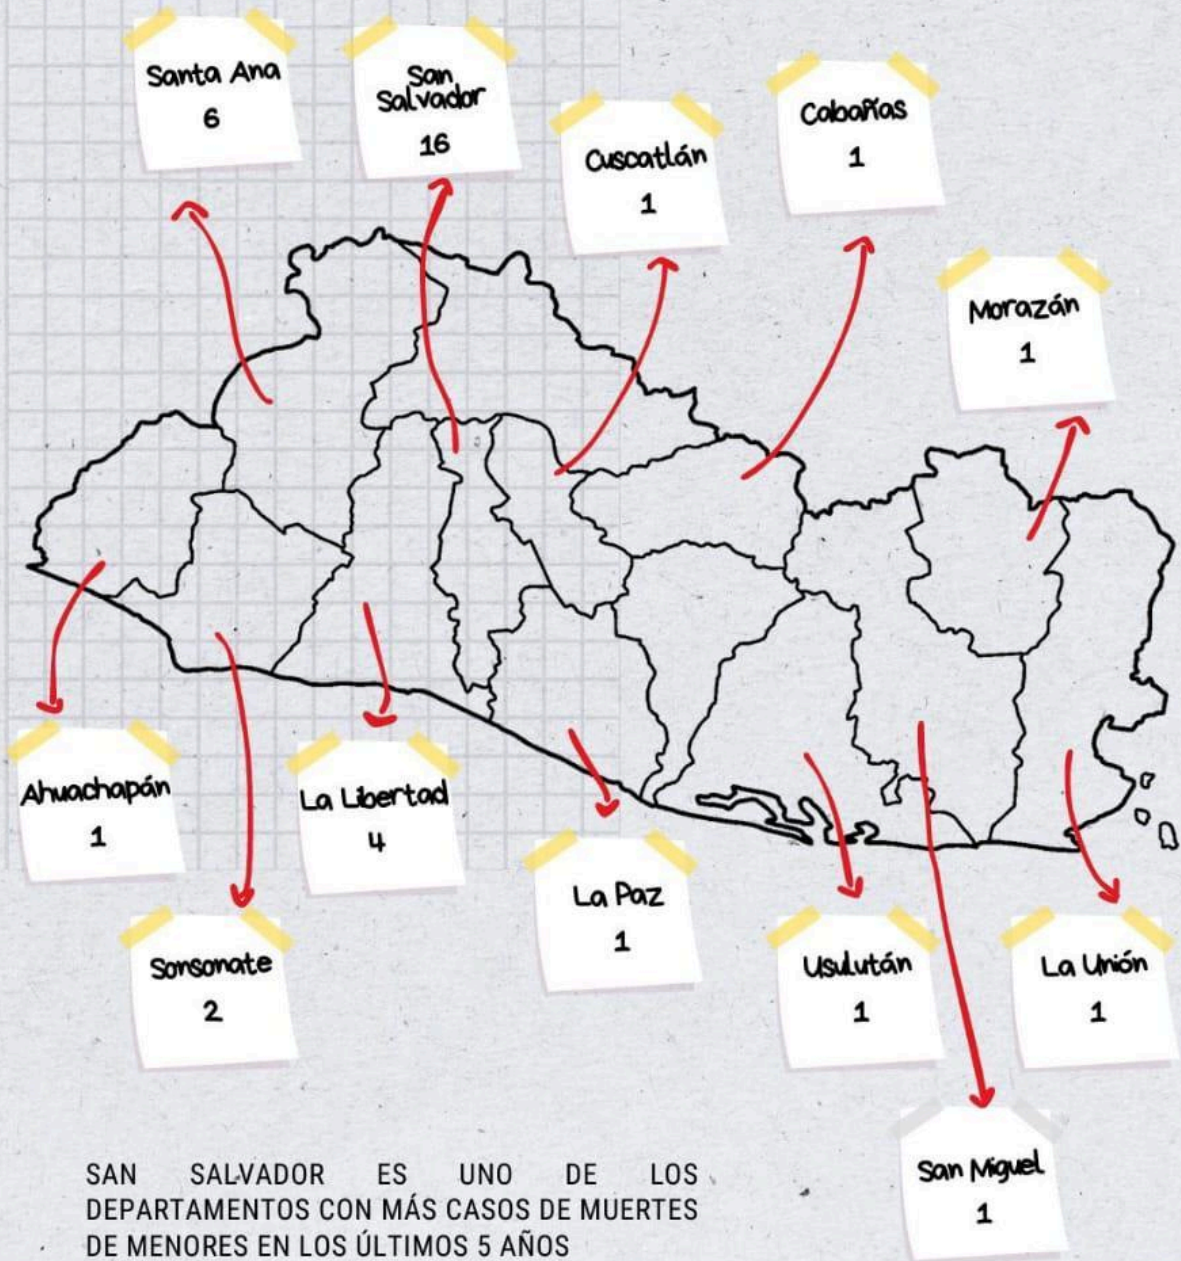 Santa Ana
6
San
Salvador
16
Cuscatlán
1
Cabañas
1
Morazán
1
Ahuachapán
1
La Libertad
4
Sonsonate
2
La Paz
1
Usulután
1
La Unión
1
San Miguel
1
SAN SALVADOR ES UNO DE LOS
DEPARTAMENTOS CON MÁS CASOS DE MUERTES
DE MENORES EN LOS ÚLTIMOS 5 AÑOS